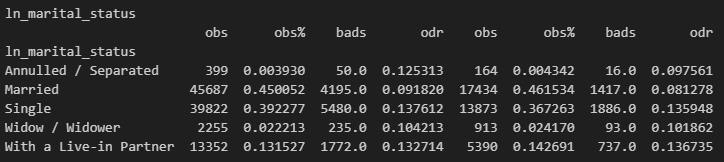 ln_marital_status
obs obs% bads odr obs obs% bads odr
ln_marital_status
Annulled / Separated 399 0.003930 50.0 0.125313 164 0.004342 16.0 0.097561
Married 45687 0.450052 4195.0 0.091820 17434 0.461534 1417.0 0.081278
Single 39822 0.392277 5480.0 0.137612 13873 0.367263 1886.0 0.135948
Widow / Widower 2255 0.022213 235.0 0.104213 913 0.024170 93.0 0.101862
With a Live-in Partner 13352 0.131527 1772.0 0.132714 5390 0.142691 737.0 0.136735